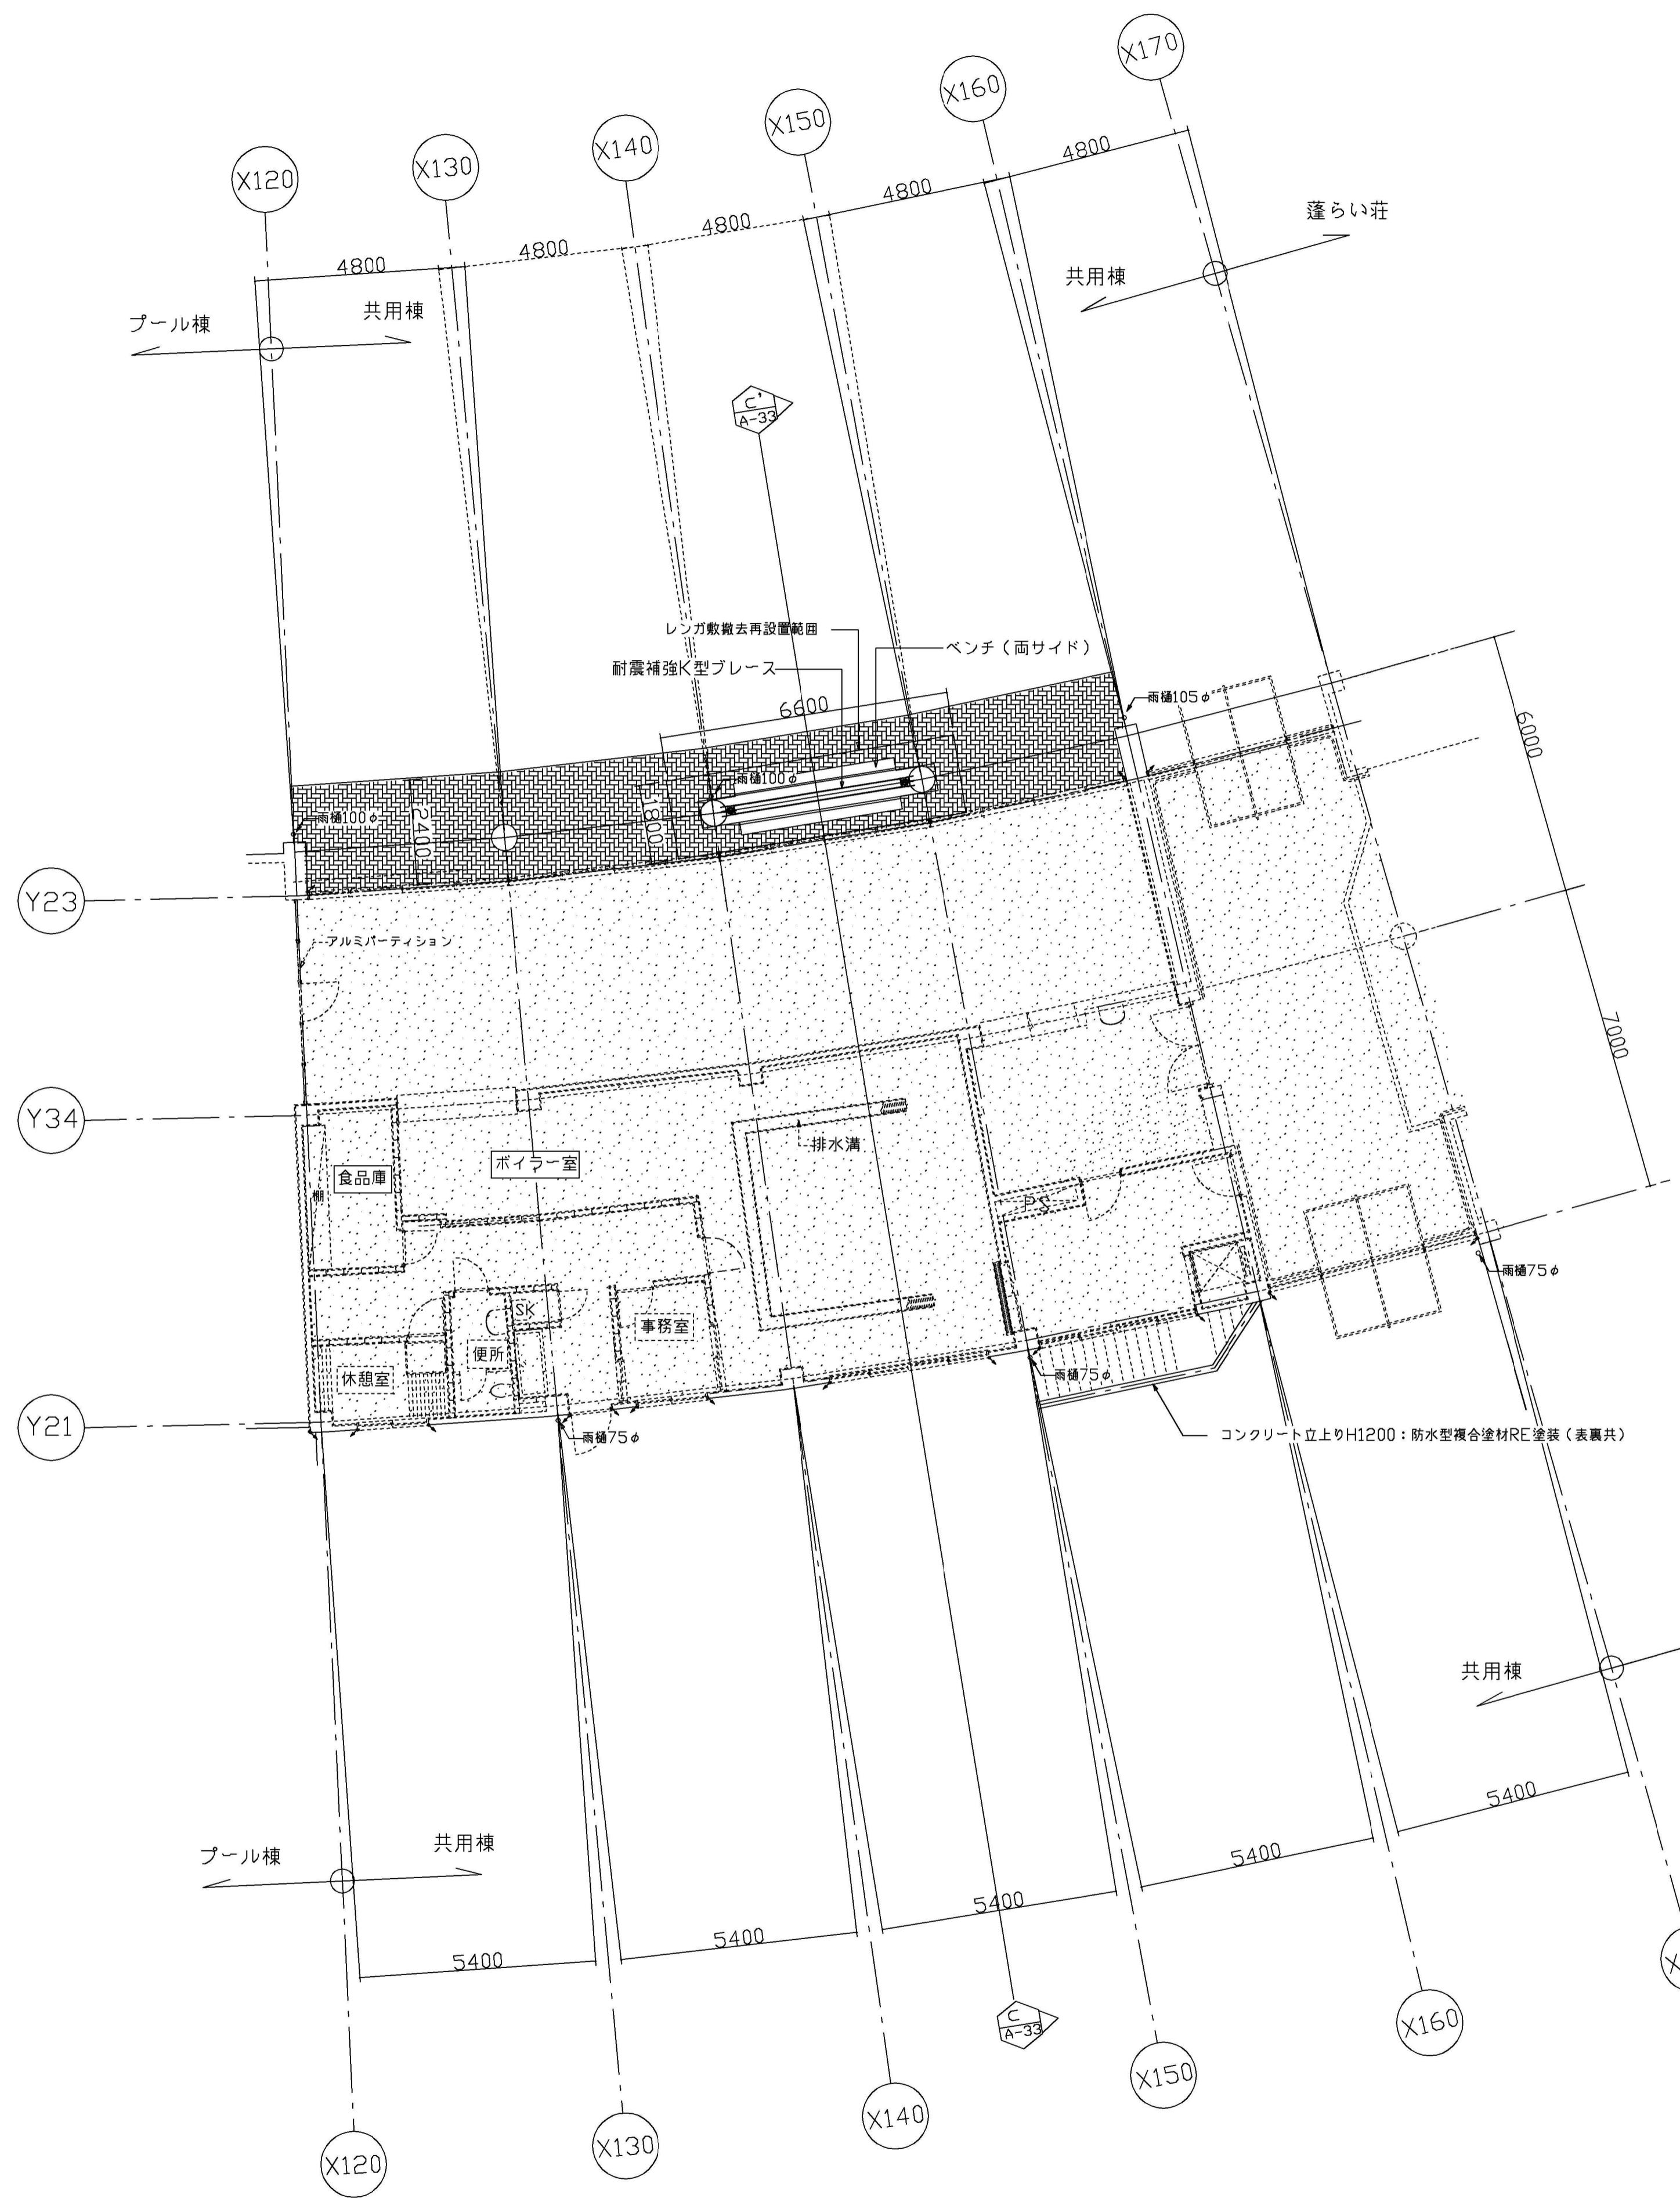 X170
X160
X150
X140
X130
X120
4800
4800
4800
4800
4800
蓬らい荘
共用棟
プール棟
共用棟
C'
A-33
レンガ敷撤去再設置範囲
ベンチ（両サイド）
耐震補強K型ブレース
6600
雨樋105φ
6000
雨樋100φ
雨樋100φ
2400
1800
Y23
アルミパーティション
7000
Y34
排水溝
ボイラー室
食品庫
棚
PS
雨樋75φ
SK
事務室
便所
休憩室
雨樋75φ
Y21
雨樋75φ
コンクリート立上りH1200：防水型複合塗材RE塗装（表裏共）
共用棟
5400
プール棟
共用棟
5400
5400
5400
5400
C
A-33
X160
X150
X140
X130
X120